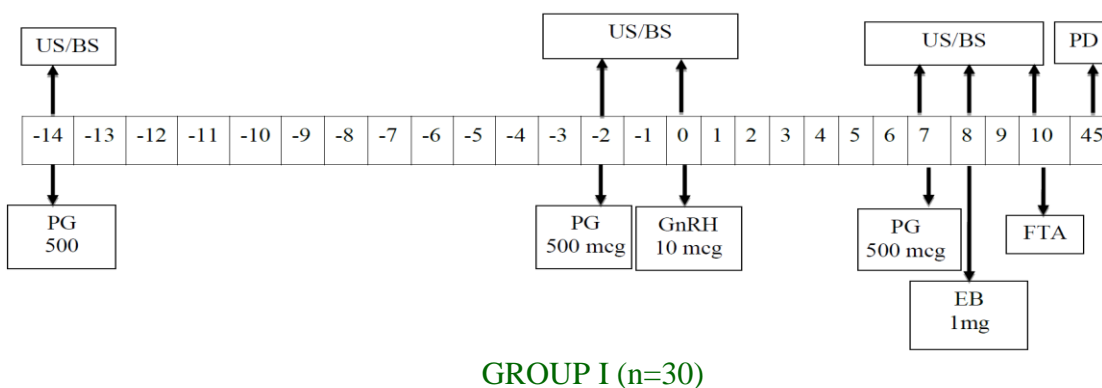 US/BS
US/BS
US/BS
PD
-14 -13 -12 -11 -10 -9 -8 -7 -6 -5 -4 -3 -2 -1 0 1 2 3 4 5 6 7 8 9 10 45
PG
500
PG
500 mcg
GnRH
10 mcg
PG
500 mcg
FTA
EB
1mg
GROUP I (n=30)